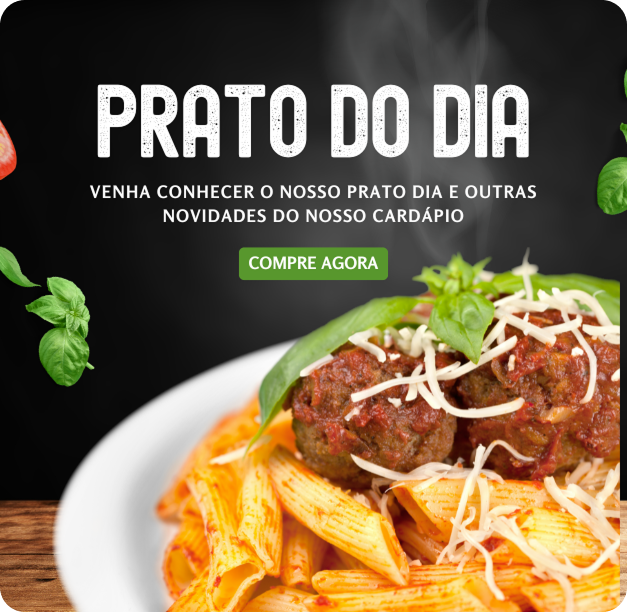 PRATO DO DIA
VENHA CONHECER O NOSSO PRATO DIA E OUTRAS
NOVIDADES DO NOSSO CARDÁPIO
COMPRE AGORA